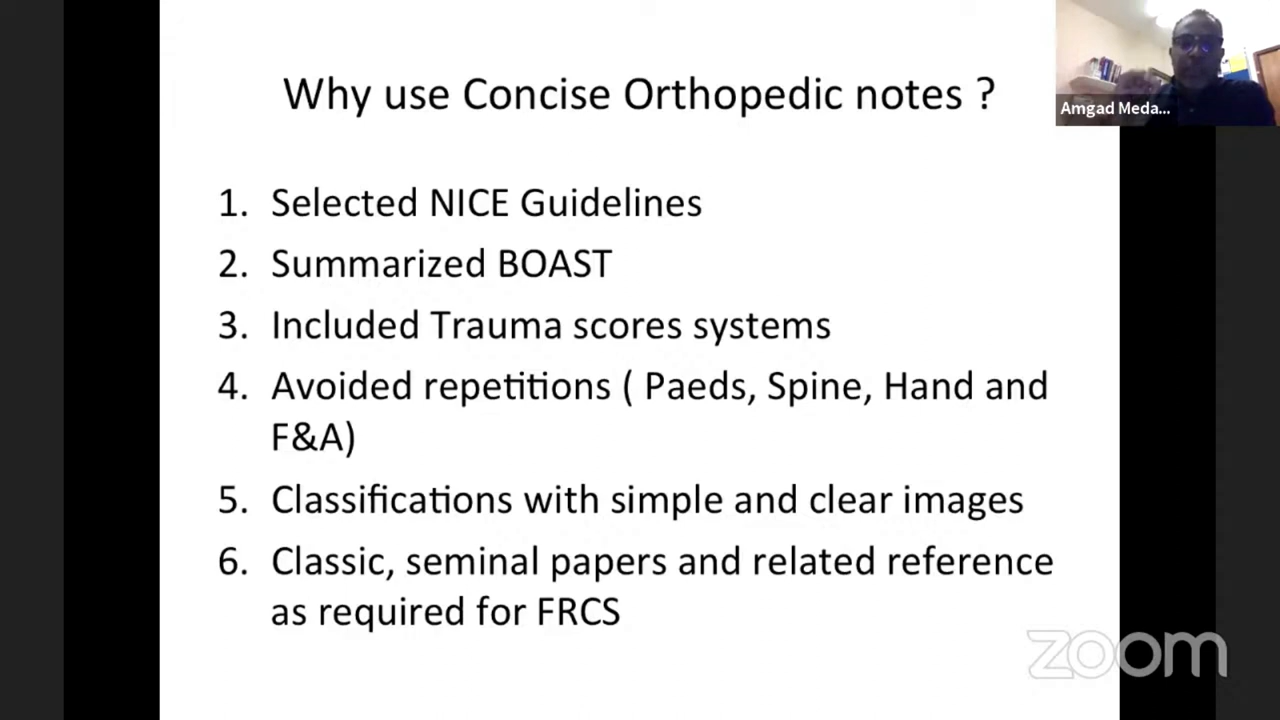 Why use Concise Orthopedic notes ?
Amgad Meda...
1. Selected NICE Guidelines
2. Summarized BOAST
3. Included Trauma scores systems
4. Avoided repetitions ( Paeds, Spine, Hand and
F&A)
5. Classifications with simple and clear images
6. Classic, seminal papers and related reference
as required for FRCS
zoom